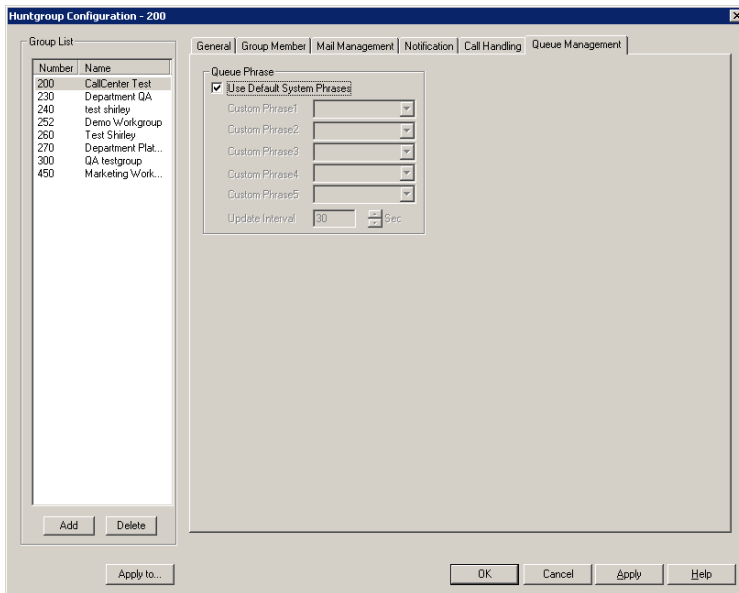 Huntgroup Configuration - 200
Group List
Number Name
200 CallCenter Test
230 Department QA
240 test shirley
252 Demo Workgroup
260 Test Shirley
270 Department Plat...
300 QA testgroup
450 Marketing Work...
Add Delete
Apply to...
General Group Member Mail Management Notification Call Handling Queue Management
Queue Phrase
Use Default System Phrases
Custom Phrase1
Custom Phrase2
Custom Phrase3
Custom Phrase4
Custom Phrase5
Update Interval 30 Sec
OK Cancel Apply Help